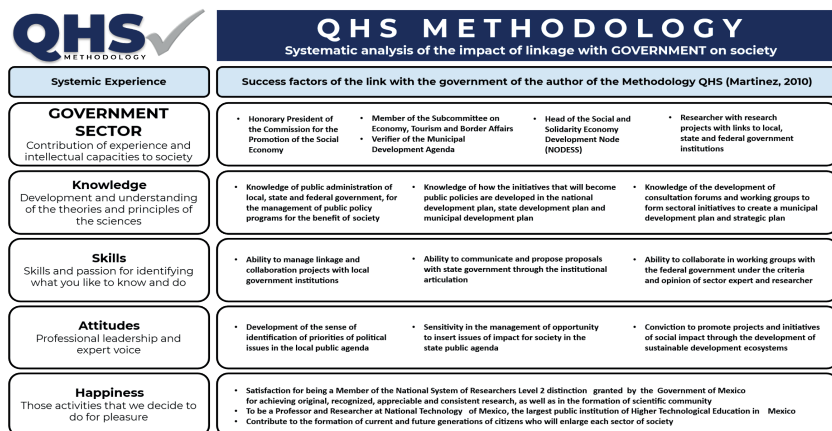 QHS
METHODOLOGY
QHS METHODOLOGY
Systematic analysis of the impact of linkage with GOVERNMENT on society
Systemic Experience
Success factors of the link with the government of the author of the Methodology QHS (Martinez, 2010)
GOVERNMENT
SECTOR
Contribution of experience and
intellectual capacities to society
• Honorary President of
the Commission for the
Promotion of the Social
Economy
• Member of the Subcommittee on
Economy, Tourism and Border Affairs
• Verifier of the Municipal
Development Agenda
• Head of the Social and
Solidarity Economy
Development Node
(NODESS)
• Researcher with research
projects with links to local,
state and federal government
institutions
Knowledge
Development and understanding
of the theories and principles of
the sciences
• Knowledge of public administration of
local, state and federal government, for
the management of public policy
programs for the benefit of society
• Knowledge of how the initiatives that will become
public policies are developed in the national
development plan, state development plan and
municipal development plan
• Knowledge of the development of
consultation forums and working groups to
form sectoral initiatives to create a municipal
development plan and strategic plan
Skills
Skills and passion for identifying
what you like to know and do
• Ability to manage linkage and
collaboration projects with local
government institutions
• Ability to communicate and propose proposals
with state government through the institutional
articulation
• Ability to collaborate in working groups with
the federal government under the criteria
and opinion of sector expert and researcher
Attitudes
Professional leadership and
expert voice
• Development of the sense of
identification of priorities of political
issues in the local public agenda
• Sensitivity in the management of opportunity
to insert issues of impact for society in the
state public agenda
• Conviction to promote projects and initiatives
of social impact through the development of
sustainable development ecosystems
Happiness
Those activities that we decide to
do for pleasure
• Satisfaction for being a Member of the National System of Researchers Level 2 distinction granted by the Government of Mexico
for achieving original, recognized, appreciable and consistent research, as well as in the formation of scientific community
• To be a Professor and Researcher at National Technology of Mexico, the largest public institution of Higher Technological Education in Mexico
• Contribute to the formation of current and future generations of citizens who will enlarge each sector of society